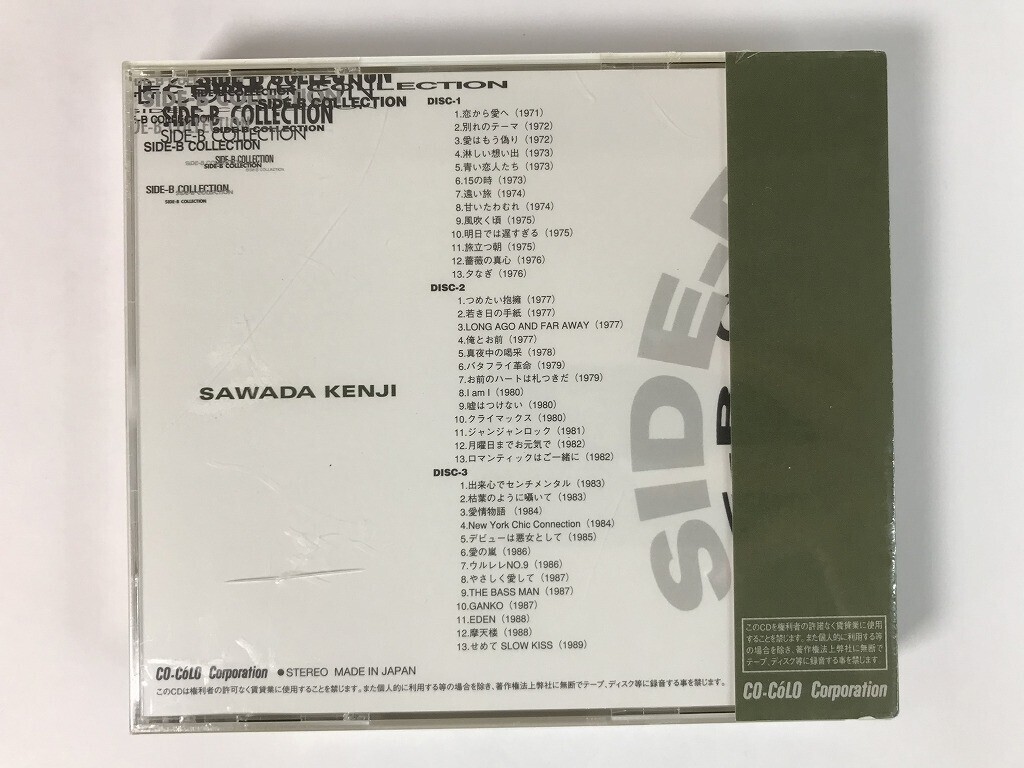 SIDE-B COLLECTION
COLLECTION
SIDE-B COLLECTION
SIDE-B COLLECTION
SIDE-B COLLECTION
SIDE-B COLLECTION
SIDE-B COLLECTION
SIDE-B COLLECTION
SIDE-B COLLECTION
SIDE-B COLLECTION
SIDE-B COLLECTION
SIDE-B COLLECTION
SIDE-B COLLECTION
DISC-1
1.恋から愛へ（1971）
2.別れのテーマ（1972）
3.愛はもう偽り（1972）
4.淋しい想い出（1973）
5.青い恋人たち（1973）
6.15の時（1973）
7.遠い旅（1974）
8.甘いたわむれ（1974）
9.風吹く頃（1975）
10.明日では遅すぎる（1975）
11.旅立つ朝（1975）
12.薔薇の真心（1976）
13.夕なぎ（1976）
DISC-2
1.つめたい抱擁（1977）
2.若き日の手紙（1977）
3.LONG AGO AND FAR AWAY（1977）
4.俺とお前（1977）
5.真夜中の喝采（1978）
6.バタフライ革命（1979）
7.お前のハートは札つきだ（1979）
8.I am I（1980）
9.嘘はつけない（1980）
10.クライマックス（1980）
11.ジャンジャンロック（1981）
12.月曜日までお元気で（1982）
13.ロマンティックはご一緒に（1982）
DISC-3
1.出来心でセンチメンタル（1983）
2.枯葉のように囁いて（1983）
3.愛情物語（1984）
4.New York Chic Connection（1984）
5.デビューは悪女として（1985）
6.愛の嵐（1986）
7.ウルレレNO.9（1986）
8.やさしく愛して（1987）
9.THE BASS MAN（1987）
10.GANKO（1987）
11.EDEN（1988）
12.摩天楼（1988）
13.せめて SLOW KISS（1989）
SAWADA KENJI
SIDE-B
CO-CóLO Corporation ●STEREO MADE IN JAPAN
このCDは権利者の許可なく賃貸業に使用することを禁じます。また個人的に利用する等の場合を除き、著作権法上弊社に無断でテープ、ディスク等に録音する事を禁じます。
このCDを権利者の許諾なく賃貸業に使用
することを禁じます。また個人的に利用する等
の場合を除き、著作権法上弊社に無断で
テープ、ディスク等に録音する事を禁じます。
CO-CóLO Corporation